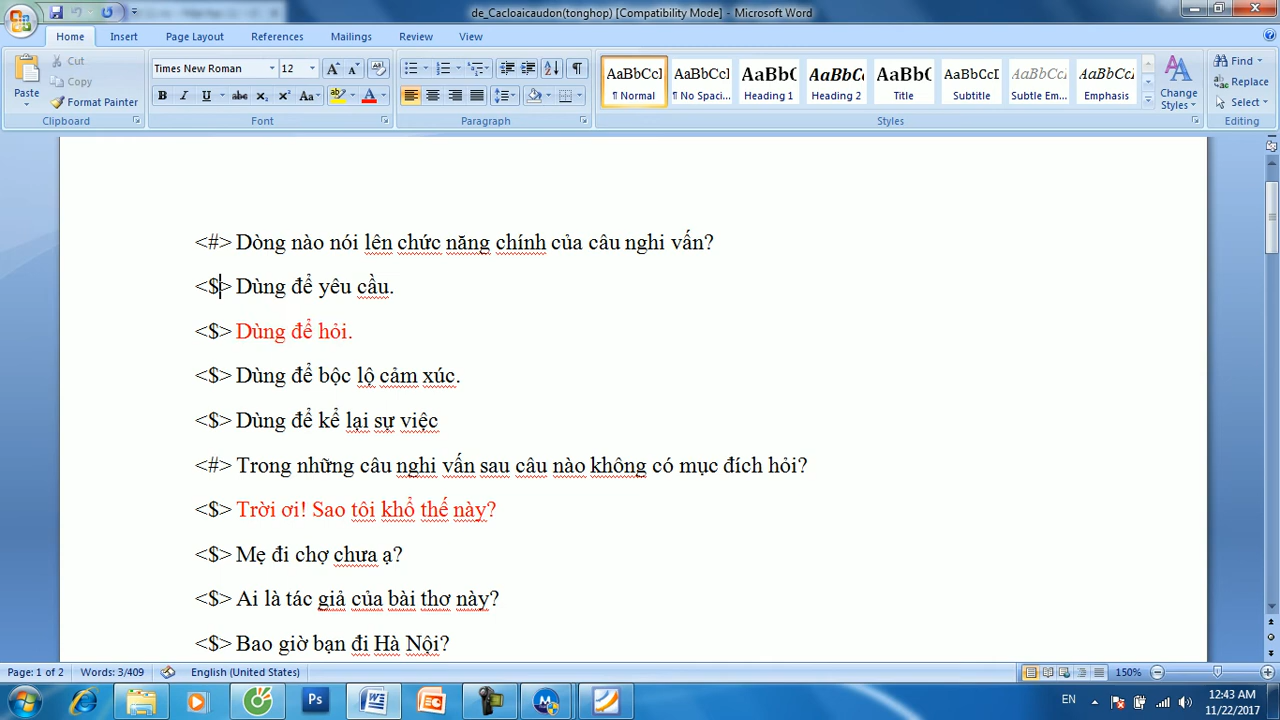 de_Cacloaicaudon(tonghop) [Compatibility Mode] - Microsoft Word
Home Insert Page Layout References Mailings Review View
Paste
Cut
Copy
Format Painter
Clipboard
Times New Roman 12
B I U abc x₂ x² Aa
Font
Paragraph
AaBbCcI AaBbCcI AaBbC AaBbC AaBbC AaBbCcI AaBbCcI AaBbCcI
¶ Normal ¶ No Spaci... Heading 1 Heading 2 Title Subtitle Subtle Em... Emphasis
Styles
Change Styles
Find
Replace
Select
Editing
<#> Dòng nào nói lên chức năng chính của câu nghi vấn?
<$> Dùng để yêu cầu.
<$> Dùng để hỏi.
<$> Dùng để bộc lộ cảm xúc.
<$> Dùng để kể lại sự việc
<#> Trong những câu nghi vấn sau câu nào không có mục đích hỏi?
<$> Trời ơi! Sao tôi khổ thế này?
<$> Mẹ đi chợ chưa ạ?
<$> Ai là tác giả của bài thơ này?
<$> Bao giờ bạn đi Hà Nội?
Page: 1 of 2 Words: 3/409 English (United States) 150%
Ps EN 12:43 AM
11/22/2017